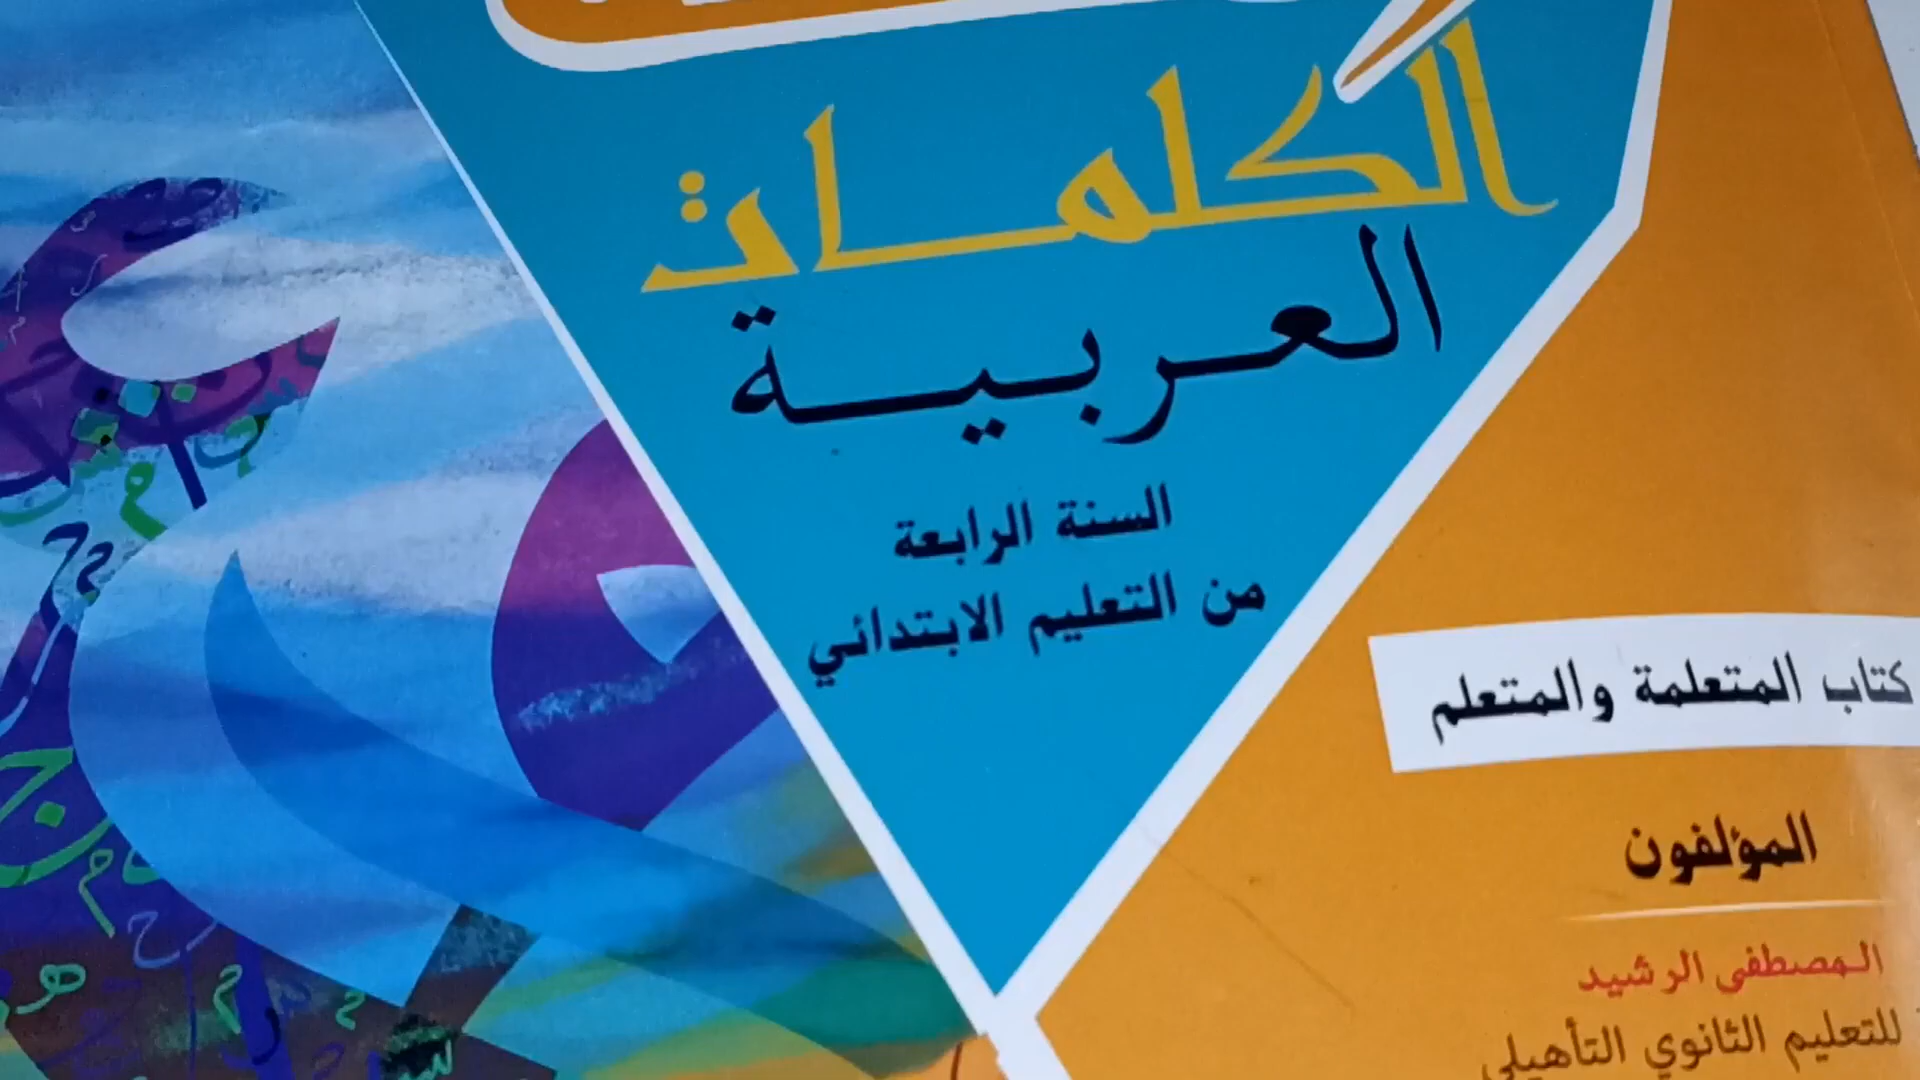 الكلمات
العربية
السنة الرابعة
من التعليم الابتدائي
كتاب المتعلمة والمتعلم
المؤلفون
المصطفى الرشيد
للتعليم الثانوي التأهيلي